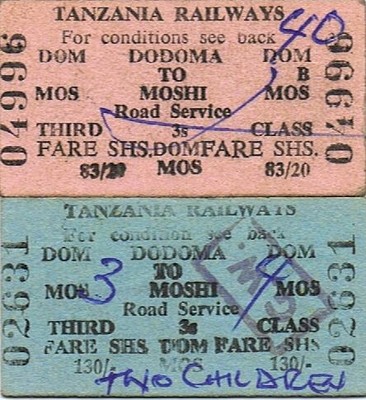 TANZANIA RAILWAYS
For conditions see back
DOM DODOMA DOM
TO B
MOS MOSHI MOS
Road Service
THIRD 3s CLASS
FARE SHS. DOM FARE SHS.
83/20 MOS 83/20
04996
04996
40
TANZANIA RAILWAYS
For condition see back
DOM DODOMA DOM
TO
MOS MOSHI MOS
Road Service
THIRD 3s CLASS
FARE SHS. DOM FARE SHS
130/- MOS 130/-
02631
02631
3 4
TWO CHILDREN